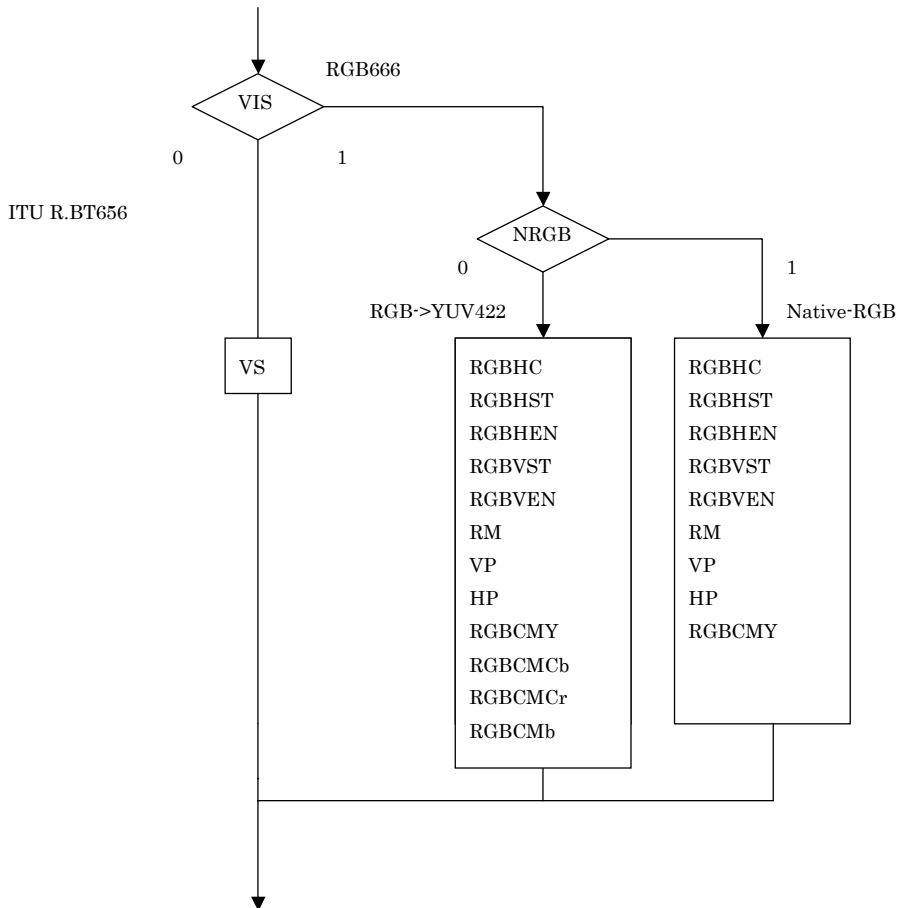 RGB666
VIS
0
1
ITU R.BT656
NRGB
0
1
RGB->YUV422
Native-RGB
VS
RGBHC
RGBHST
RGBHEN
RGBVST
RGBVEN
RM
VP
HP
RGBCMY
RGBCMCb
RGBCMCr
RGBCMb
RGBHC
RGBHST
RGBHEN
RGBVST
RGBVEN
RM
VP
HP
RGBCMY